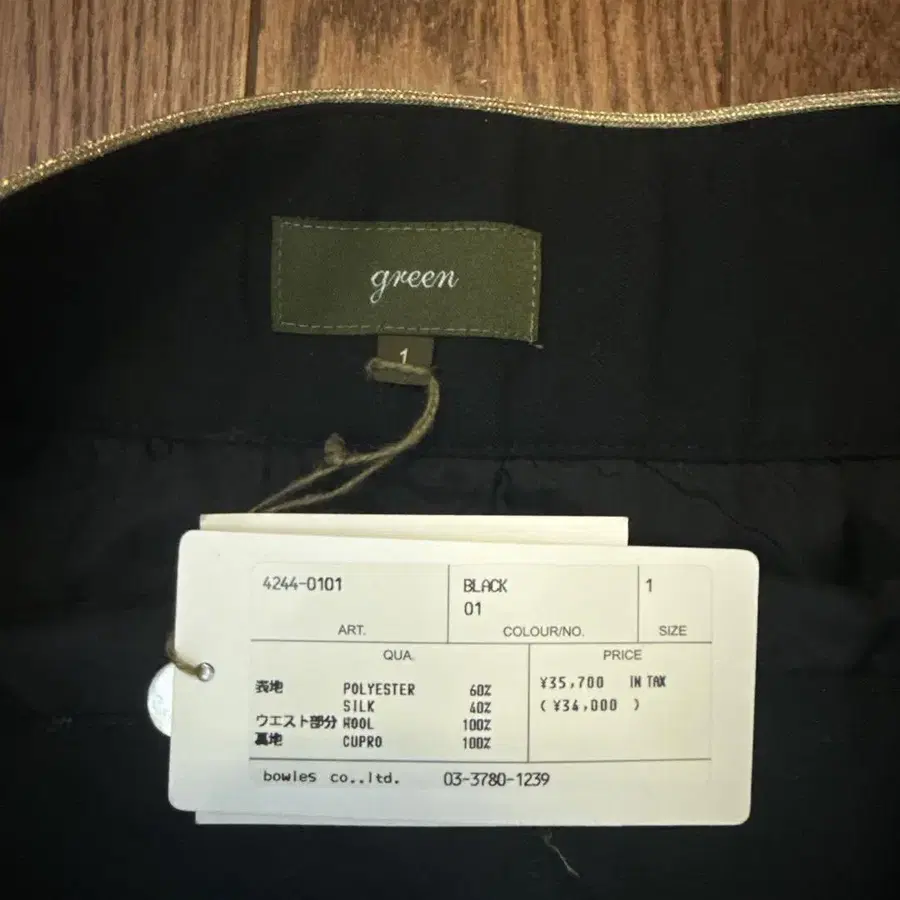 green
1
4244-0101
BLACK
01
1
ART.
COLOUR/NO.
SIZE
QUA.
PRICE
表地 POLYESTER 60%
SILK 40%
ウエスト部分 WOOL 100%
裏地 CUPRO 100%
¥35,700 IN TAX
(¥34,000 )
bowles co.,ltd. 03-3780-1239